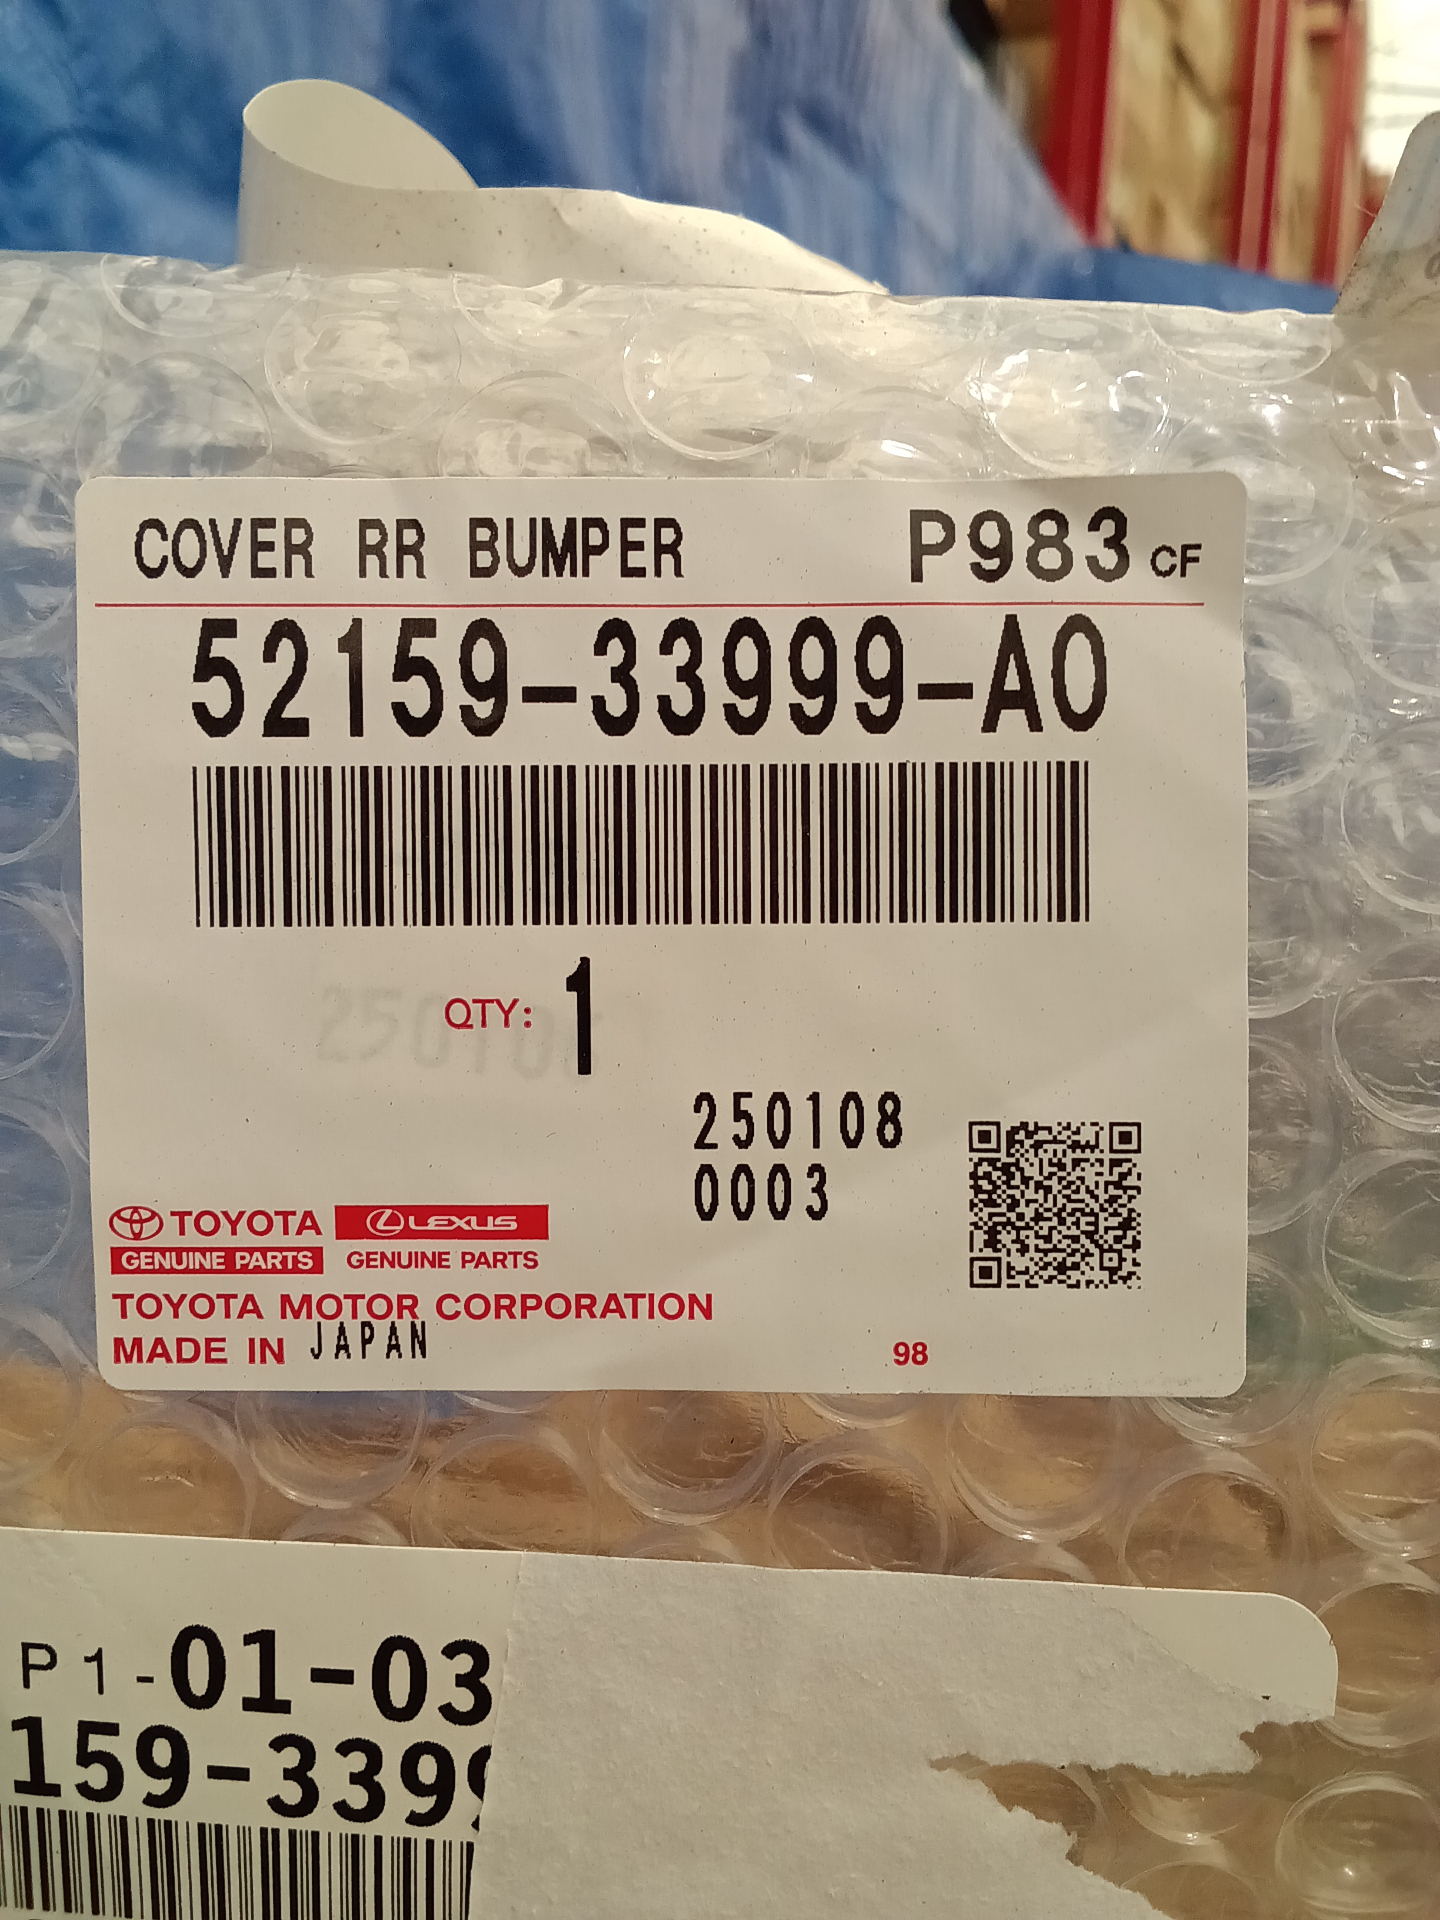 COVER RR BUMPER P983 CF
52159-33999-A0
QTY: 1
250108
0003
TOYOTA LEXUS
GENUINE PARTS GENUINE PARTS
TOYOTA MOTOR CORPORATION
MADE IN JAPAN
98
P1-01-03
159-339